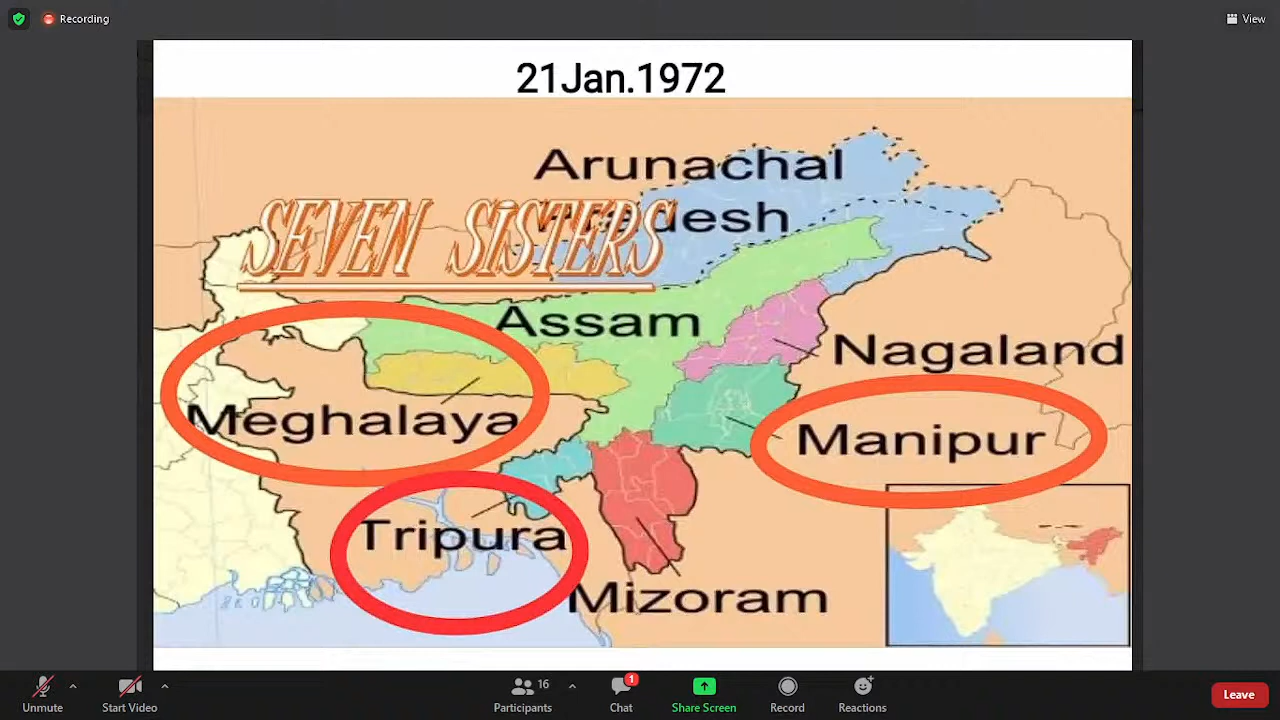 Recording
View
21Jan.1972
Arunachal
Pradesh
SEVEN SISTERS
Assam
Nagaland
Meghalaya
Manipur
Tripura
Mizoram
Unmute
Start Video
16
Participants
1
Chat
Share Screen
Record
Reactions
Leave